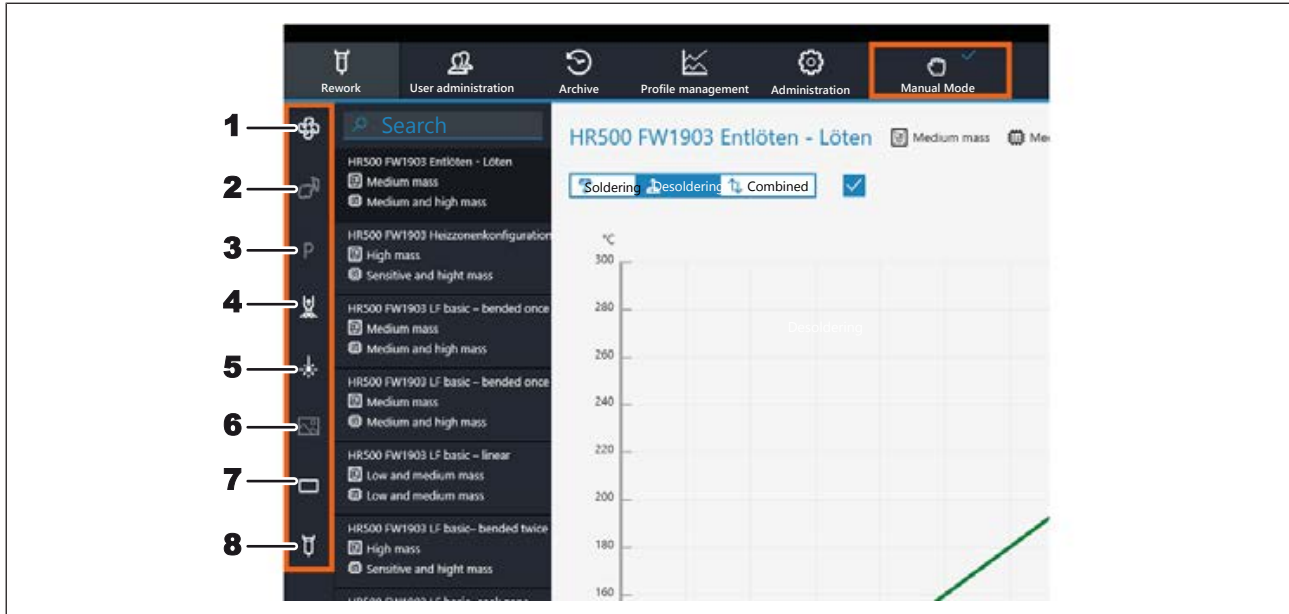 Rework
User administration
Archive
Profile management
Administration
Manual Mode
1
2
3
P
4
5
6
7
8
Search
HR500 FW1903 Entlöten - Löten
Medium mass
Medium and high mass
HR500 FW1903 Heizzonenkonfiguration
High mass
Sensitive and hight mass
HR500 FW1903 LF basic – bended once
Medium mass
Medium and high mass
HR500 FW1903 LF basic – bended once
Medium mass
Medium and high mass
HR500 FW1903 LF basic – linear
Low and medium mass
Low and medium mass
HR500 FW1903 LF basic– bended twice
High mass
Sensitive and hight mass
HR500 FW1903 Entlöten - Löten
Medium mass
Soldering
Desoldering
Combined
°C
300
280
Desoldering
260
240
220
200
180
160